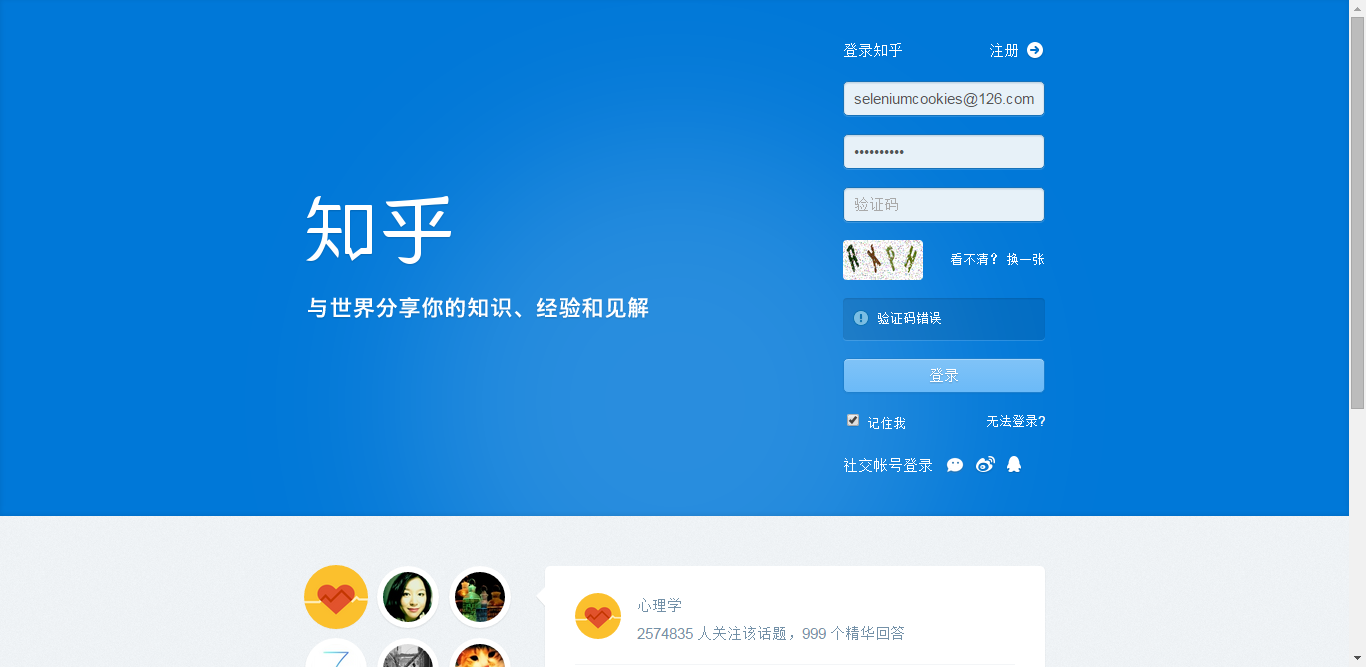 登录知乎 注册
seleniumcookies@126.com
••••••••••
知乎
验证码
看不清？ 换一张
与世界分享你的知识、经验和见解
验证码错误
登录
记住我 无法登录?
社交帐号登录
心理学
2574835 人关注该话题，999 个精华回答